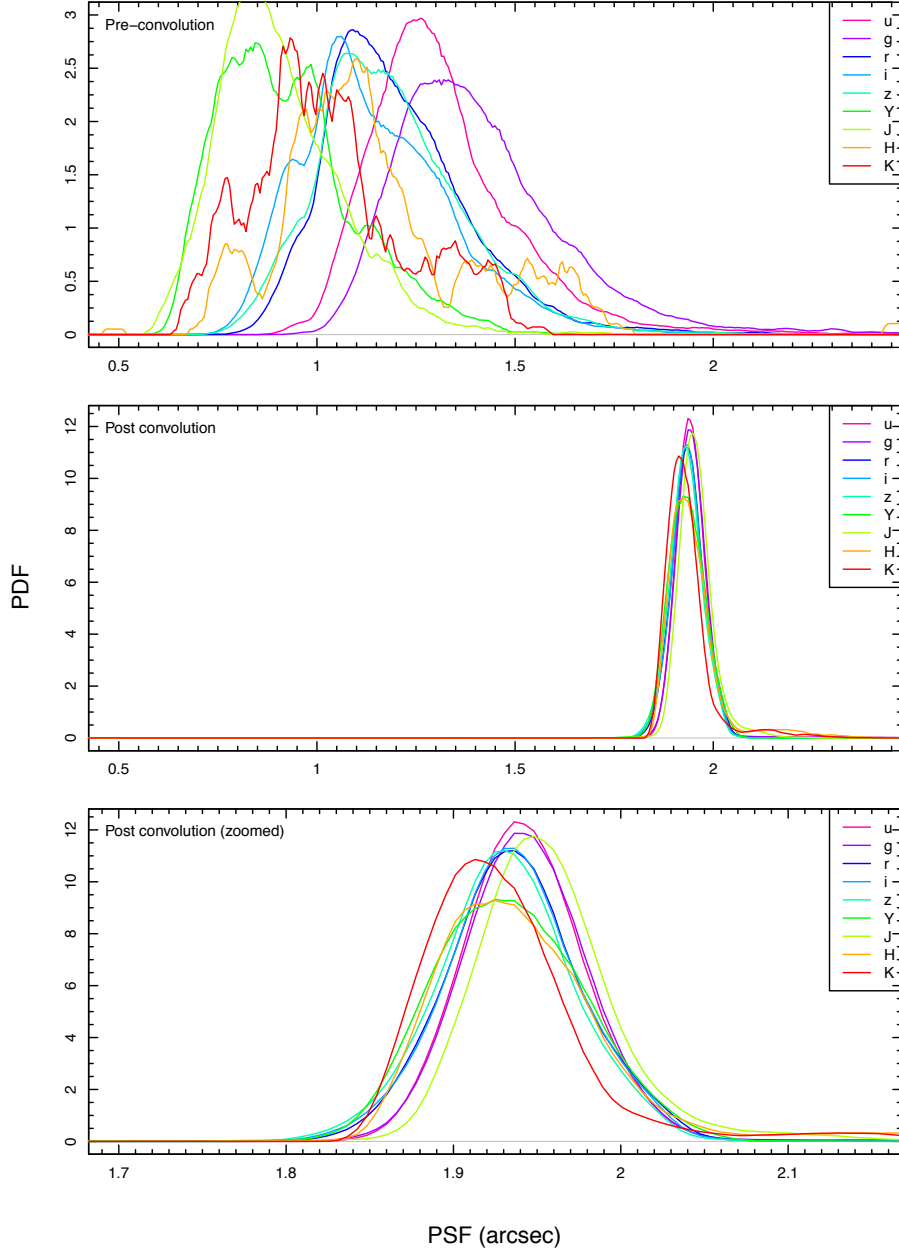 Pre−convolution
0
0.5
1
1.5
2
2.5
3
0.5
1
1.5
2
u
g
r
i
z
Y
J
H
K
Post convolution
0
2
4
6
8
10
12
0.5
1
1.5
2
u
g
r
i
z
Y
J
H
K
PDF
Post convolution (zoomed)
0
2
4
6
8
10
12
1.7
1.8
1.9
2
2.1
u
g
r
i
z
Y
J
H
K
PSF (arcsec)